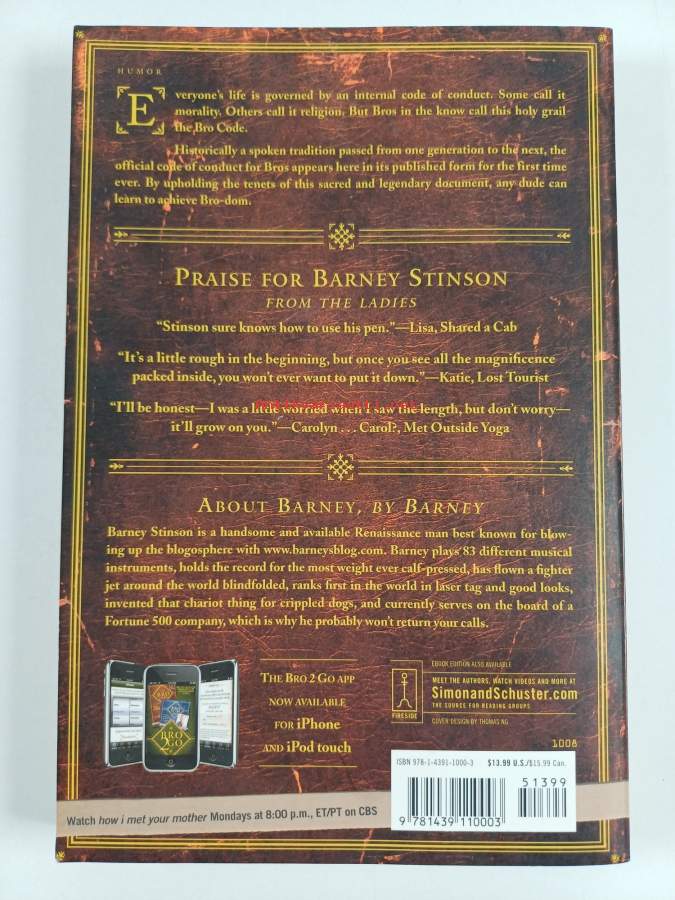 HUMOR
Everyone's life is governed by an internal code of conduct. Some call it
morality. Others call it religion. But Bros in the know call this holy grail
the Bro Code.
Historically a spoken tradition passed from one generation to the next, the
official code of conduct for Bros appears here in its published form for the first time
ever. By upholding the tenets of this sacred and legendary document, any dude can
learn to achieve Bro-dom.
PRAISE FOR BARNEY STINSON
FROM THE LADIES
“Stinson sure knows how to use his pen.”—Lisa, Shared a Cab
“It’s a little rough in the beginning, but once you see all the magnificence
packed inside, you won’t ever want to put it down.”—Katie, Lost Tourist
“I’ll be honest—I was a little worried when I saw the length, but don’t worry—
it’ll grow on you.”—Carolyn . . . Carol?, Met Outside Yoga
ABOUT BARNEY, BY BARNEY
Barney Stinson is a handsome and available Renaissance man best known for blow-
ing up the blogosphere with www.barneysblog.com. Barney plays 83 different musical
instruments, holds the record for the most weight ever calf-pressed, has flown a fighter
jet around the world blindfolded, ranks first in the world in laser tag and good looks,
invented that chariot thing for crippled dogs, and currently serves on the board of a
Fortune 500 company, which is why he probably won’t return your calls.
BRO
2GO
THE BRO 2 GO APP
NOW AVAILABLE
FOR iPHONE
AND iPOD TOUCH
FIRESIDE
EBOOK EDITION ALSO AVAILABLE
MEET THE AUTHORS, WATCH VIDEOS AND MORE AT
SimonandSchuster.com
THE SOURCE FOR READING GROUPS
COVER DESIGN BY THOMAS NG
1008
ISBN 978-1-4391-1000-3 $13.99 U.S./$15.99 Can.
51399
9 781439 110003
Watch how i met your mother Mondays at 8:00 p.m., ET/PT on CBS